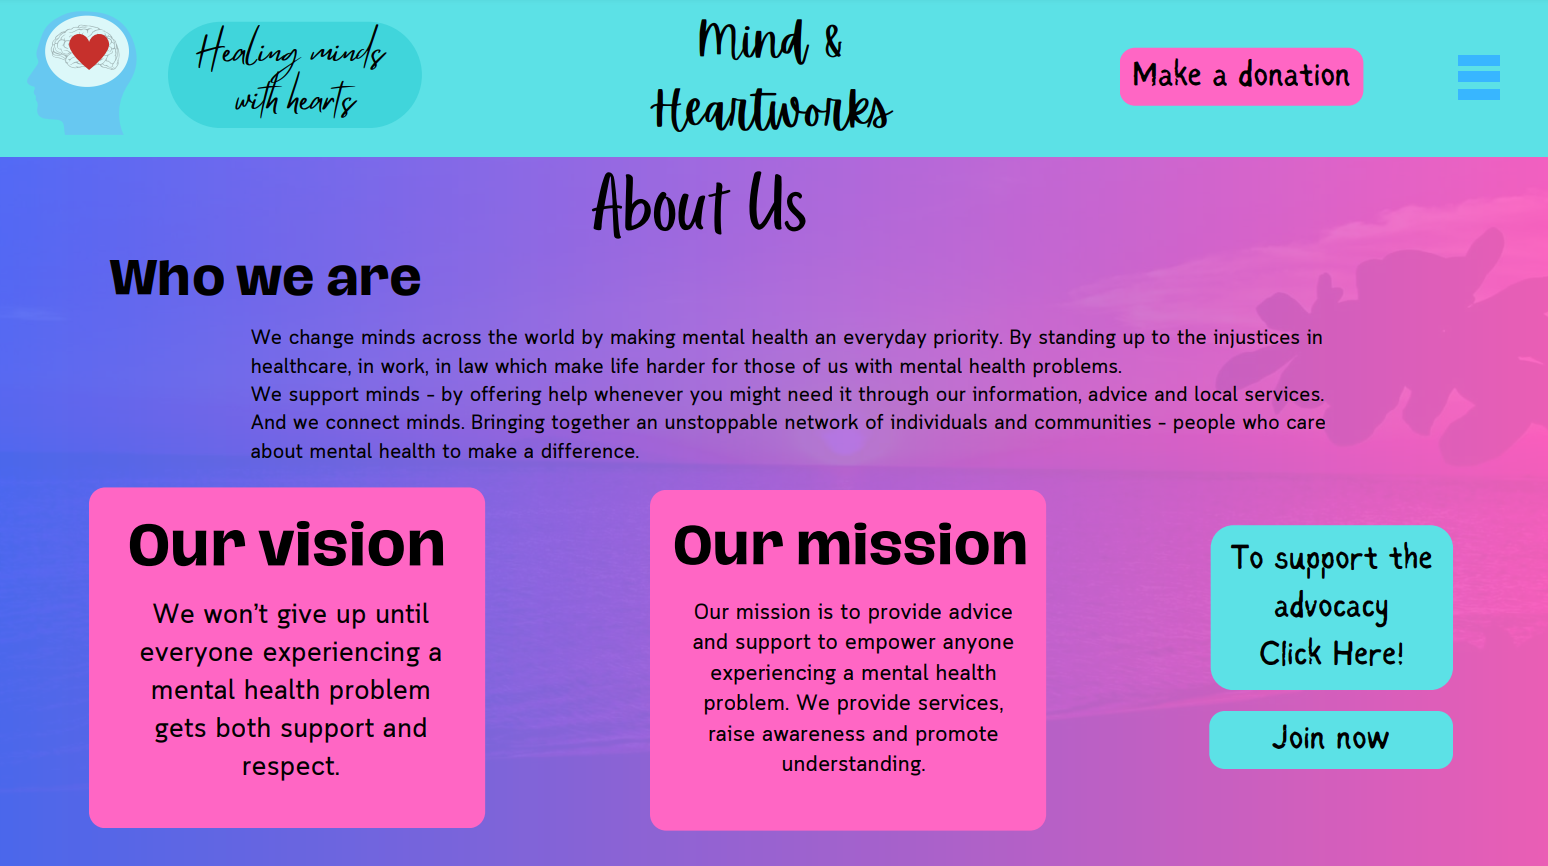 Healing minds
with hearts
Mind &
Heartworks
Make a donation
About Us
Who we are
We change minds across the world by making mental health an everyday priority. By standing up to the injustices in
healthcare, in work, in law which make life harder for those of us with mental health problems.
We support minds - by offering help whenever you might need it through our information, advice and local services.
And we connect minds. Bringing together an unstoppable network of individuals and communities - people who care
about mental health to make a difference.
Our vision
We won't give up until
everyone experiencing a
mental health problem
gets both support and
respect.
Our mission
Our mission is to provide advice
and support to empower anyone
experiencing a mental health
problem. We provide services,
raise awareness and promote
understanding.
To support the
advocacy
Click Here!
Join now